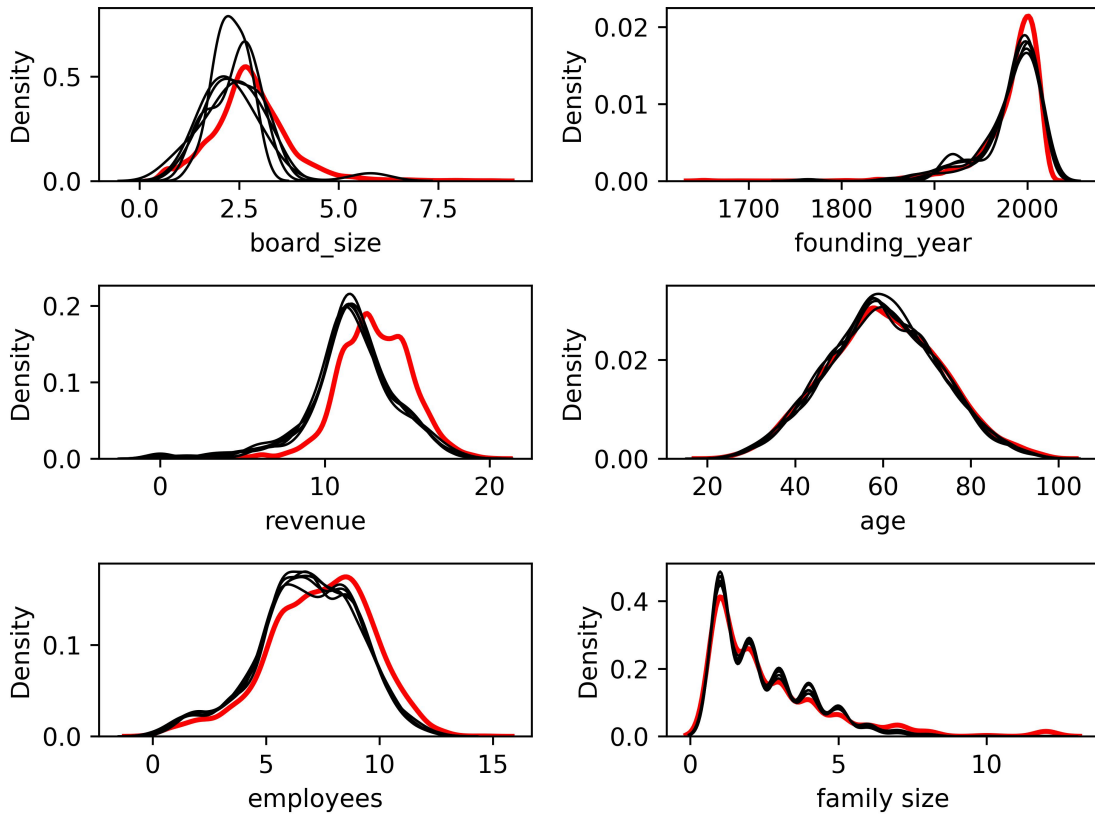 Density
0.5
0.0
0.0 2.5 5.0 7.5
board_size
Density
0.02
0.01
0.00
1700 1800 1900 2000
founding_year
Density
0.2
0.1
0.0
0 10 20
revenue
Density
0.02
0.00
20 40 60 80 100
age
Density
0.1
0.0
0 5 10 15
employees
Density
0.4
0.2
0.0
0 5 10
family size